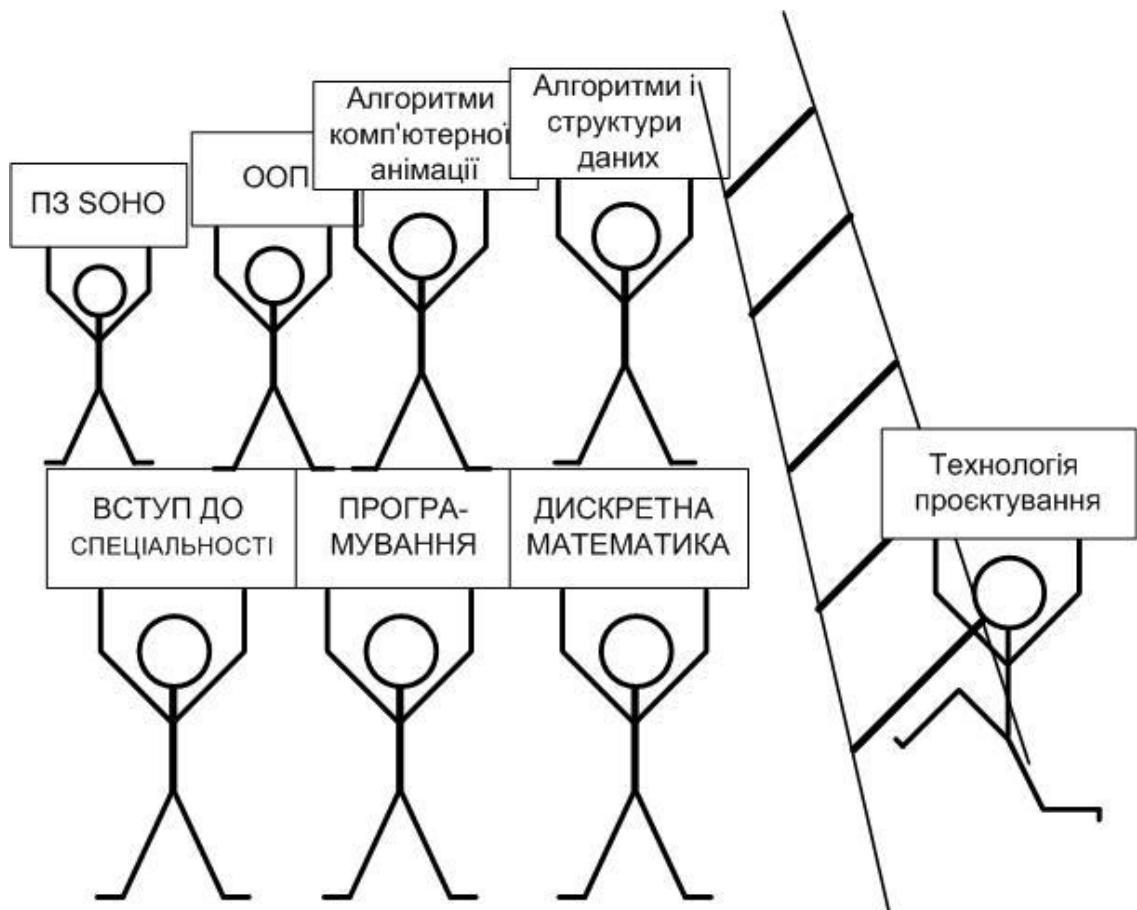 ПЗ SOHO
ООП
Алгоритми
комп'ютерної
анімації
Алгоритми і
структури
даних
Технологія
проєктування
ВСТУП ДО
СПЕЦІАЛЬНОСТІ
ПРОГРА-
МУВАННЯ
ДИСКРЕТНА
МАТЕМАТИКА